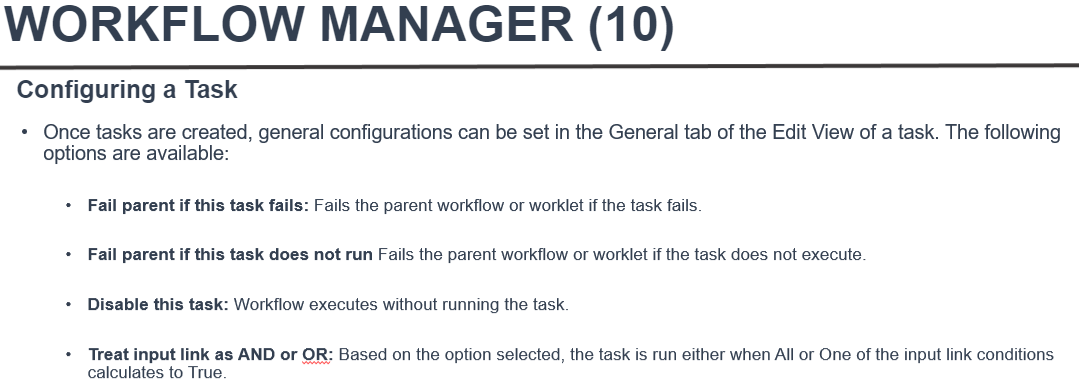 WORKFLOW MANAGER (10)
Configuring a Task
• Once tasks are created, general configurations can be set in the General tab of the Edit View of a task. The following
options are available:
• Fail parent if this task fails: Fails the parent workflow or worklet if the task fails.
• Fail parent if this task does not run Fails the parent workflow or worklet if the task does not execute.
• Disable this task: Workflow executes without running the task.
• Treat input link as AND or OR: Based on the option selected, the task is run either when All or One of the input link conditions
calculates to True.